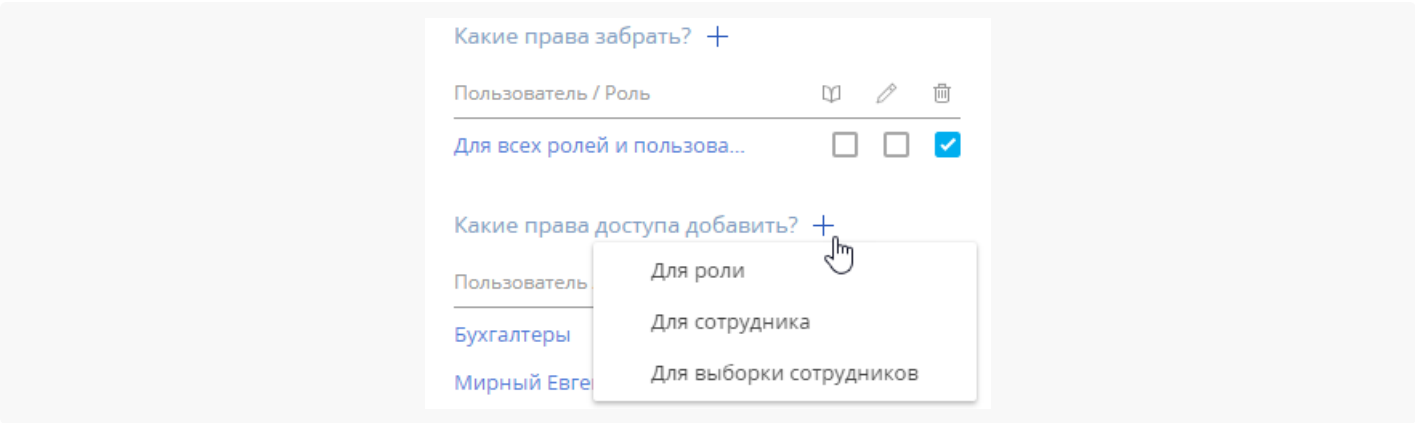 Какие права забрать?
Пользователь / Роль
Для всех ролей и пользова...
Какие права доступа добавить?
Для роли
Пользователь
Для сотрудника
Бухгалтеры
Для выборки сотрудников
Мирный Евге